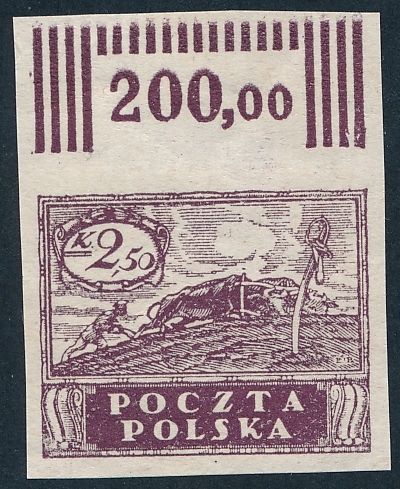 200,00
K. 2,50
POCZTA
POLSKA